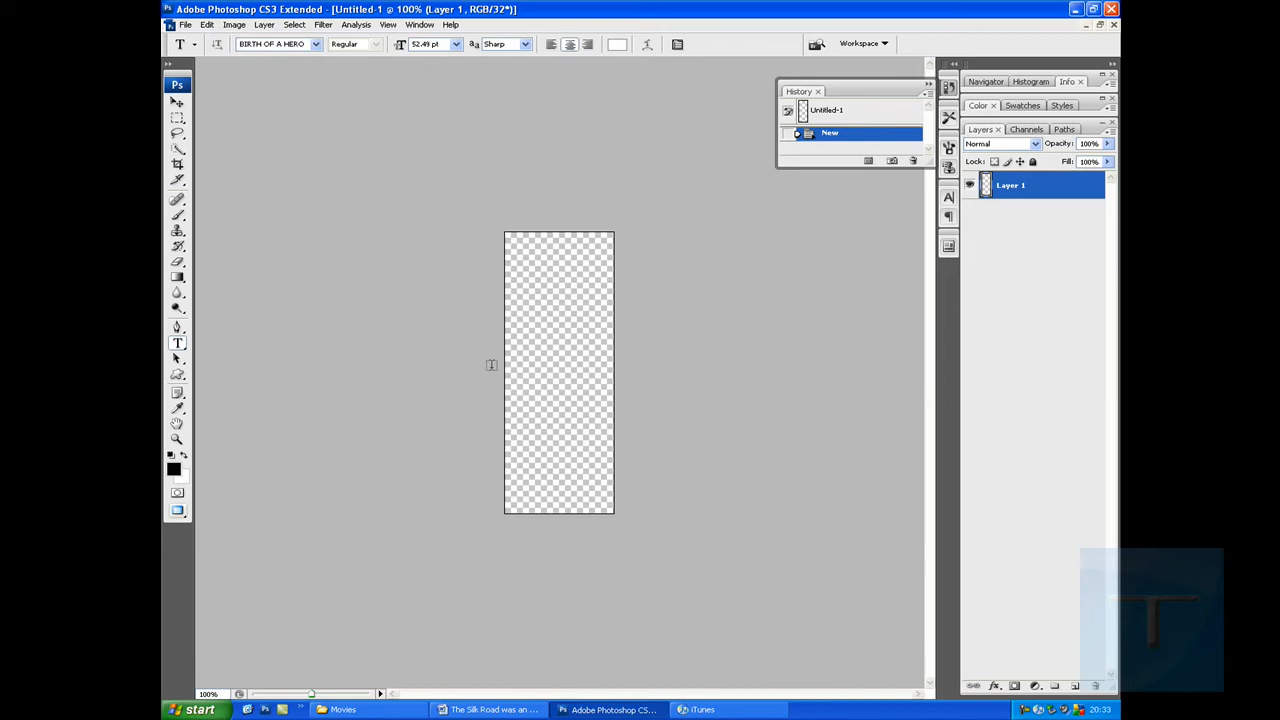 Adobe Photoshop CS3 Extended - [Untitled-1 @ 100% (Layer 1, RGB/32*)]
File Edit Image Layer Select Filter Analysis View Window Help
T BIRTH OF A HERO Regular 52.49 pt aa Sharp Workspace
Ps
History Navigator Histogram Info
Untitled-1 Color Swatches Styles
New Layers Channels Paths
Normal Opacity: 100%
Lock: Fill: 100%
Layer 1
A
T
T
100%
start Movies The Silk Road was an ... Adobe Photoshop CS... iTunes 20:33